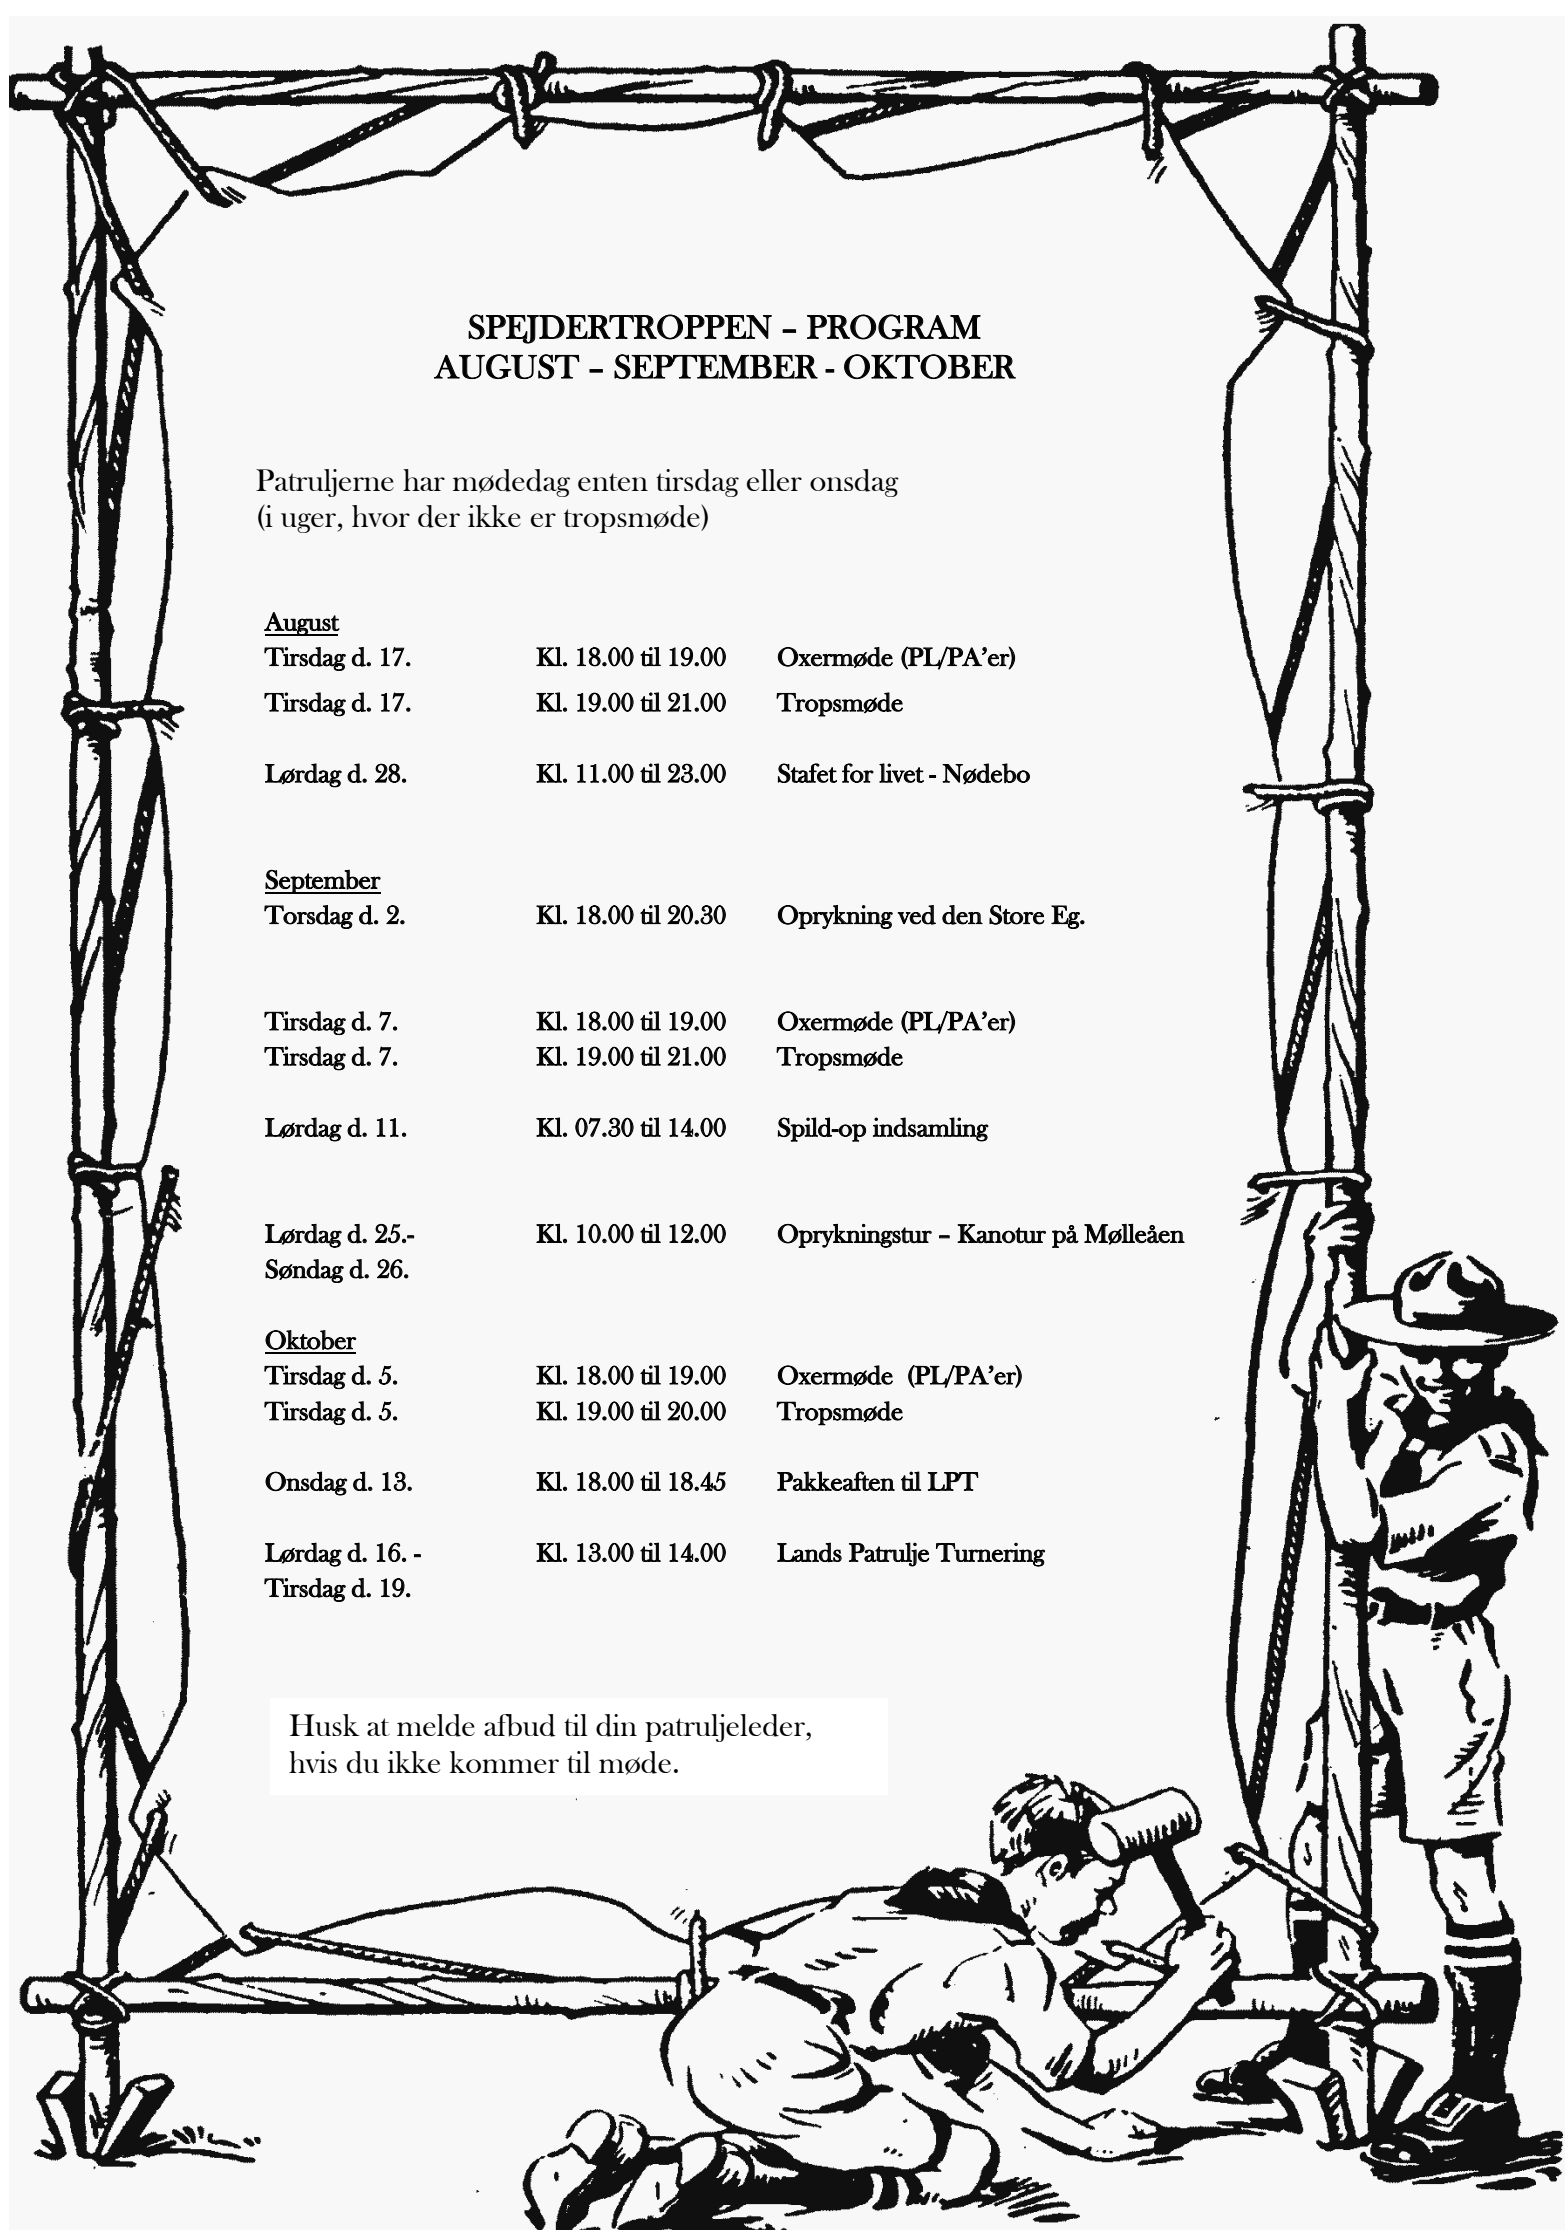 SPEJDERTROPPEN – PROGRAM
AUGUST – SEPTEMBER - OKTOBER
Patruljerne har mødedag enten tirsdag eller onsdag
(i uger, hvor der ikke er tropsmøde)
August
Tirsdag d. 17. Kl. 18.00 til 19.00 Oxermøde (PL/PA’er)
Tirsdag d. 17. Kl. 19.00 til 21.00 Tropsmøde
Lørdag d. 28. Kl. 11.00 til 23.00 Stafet for livet - Nødebo
September
Torsdag d. 2. Kl. 18.00 til 20.30 Oprykning ved den Store Eg.
Tirsdag d. 7. Kl. 18.00 til 19.00 Oxermøde (PL/PA’er)
Tirsdag d. 7. Kl. 19.00 til 21.00 Tropsmøde
Lørdag d. 11. Kl. 07.30 til 14.00 Spild-op indsamling
Lørdag d. 25.- Kl. 10.00 til 12.00 Oprykningstur – Kanotur på Mølleåen
Søndag d. 26.
Oktober
Tirsdag d. 5. Kl. 18.00 til 19.00 Oxermøde (PL/PA’er)
Tirsdag d. 5. Kl. 19.00 til 20.00 Tropsmøde
Onsdag d. 13. Kl. 18.00 til 18.45 Pakkeaften til LPT
Lørdag d. 16. - Kl. 13.00 til 14.00 Lands Patrulje Turnering
Tirsdag d. 19.
Husk at melde afbud til din patruljeleder,
hvis du ikke kommer til møde.